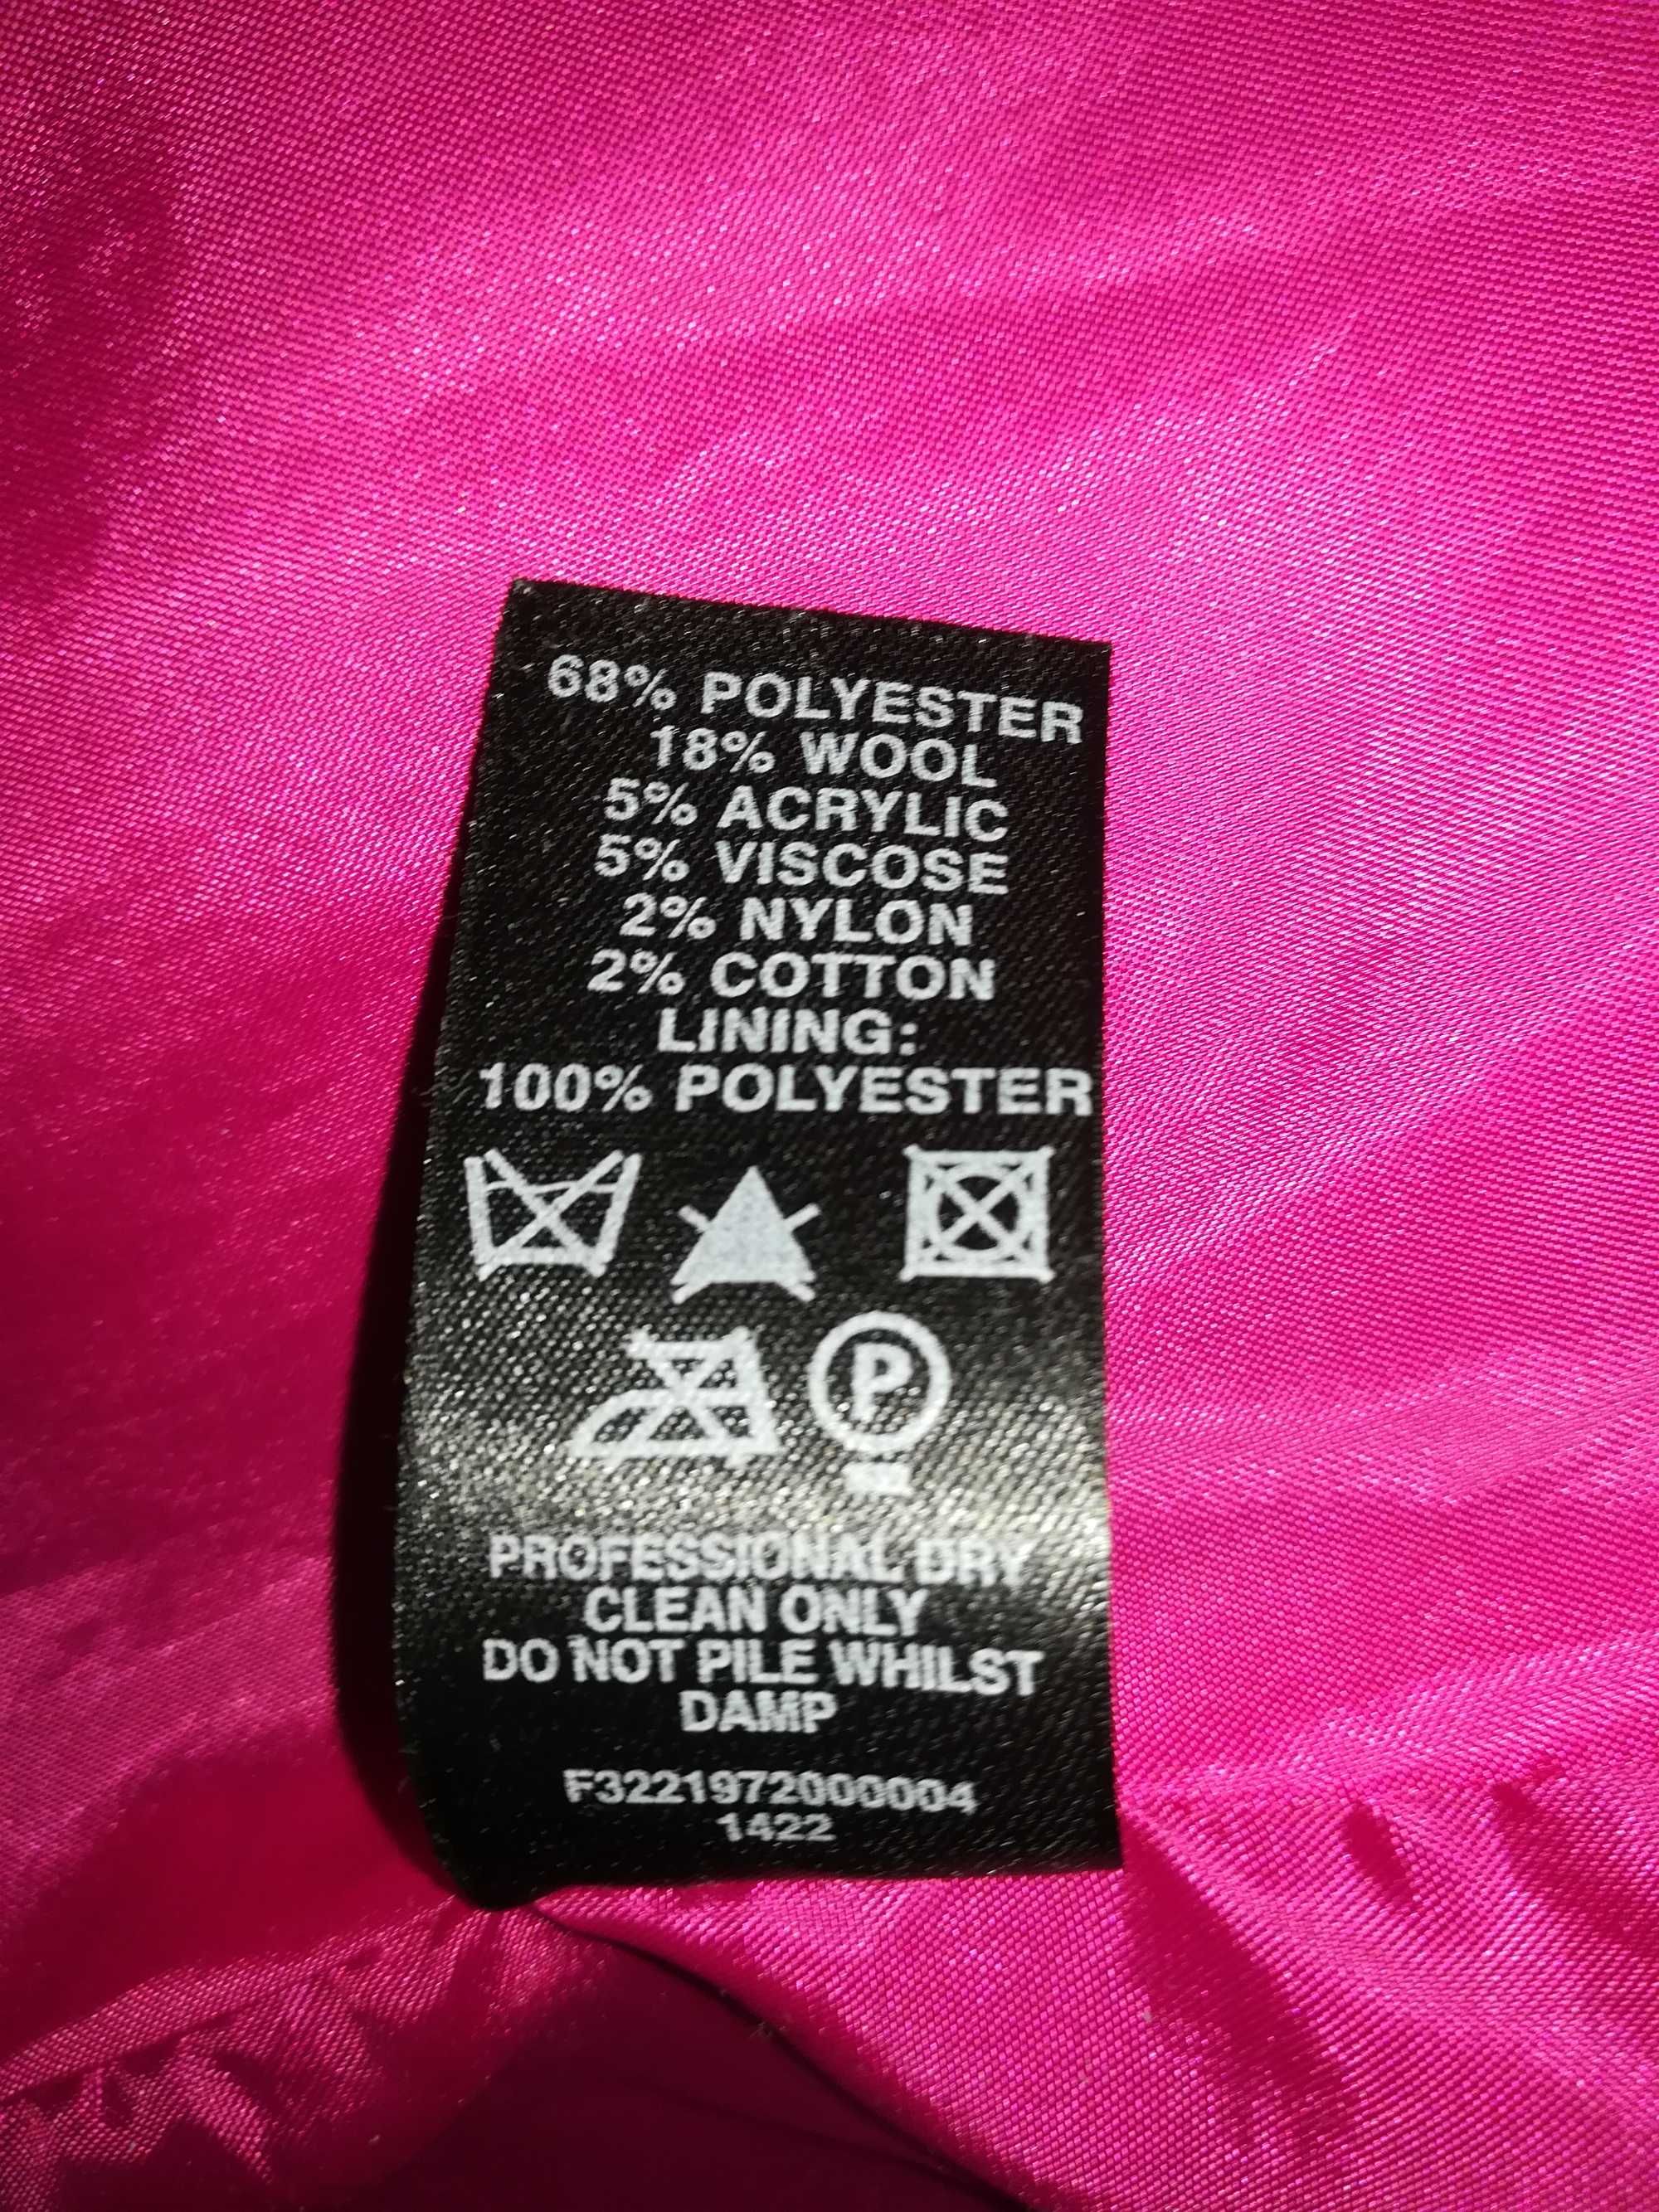 68% POLYESTER
18% WOOL
5% ACRYLIC
5% VISCOSE
2% NYLON
2% COTTON
LINING:
100% POLYESTER
P
PROFESSIONAL DRY
CLEAN ONLY
DO NOT PILE WHILST
DAMP
F3221972000004
1422